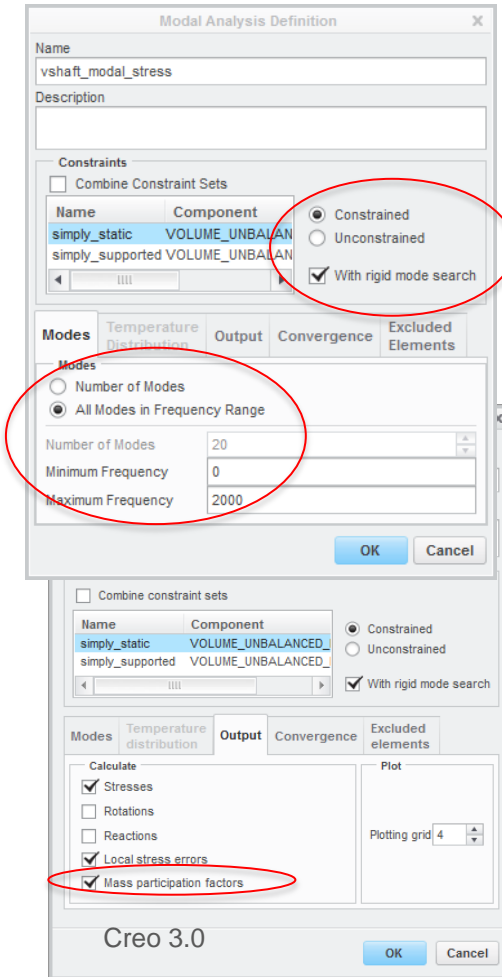 Modal Analysis Definition
Name
vshaft_modal_stress
Description
Constraints
Combine Constraint Sets
Name Component
simply_static VOLUME_UNBALAN
simply_supported VOLUME_UNBALAN
Constrained
Unconstrained
With rigid mode search
Modes Temperature Distribution Output Convergence Excluded Elements
Modes
Number of Modes
All Modes in Frequency Range
Number of Modes 20
Minimum Frequency 0
Maximum Frequency 2000
OK Cancel
Combine constraint sets
Name Component
simply_static VOLUME_UNBALANCED_
simply_supported VOLUME_UNBALANCED_
Constrained
Unconstrained
With rigid mode search
Modes Temperature distribution Output Convergence Excluded elements
Calculate
Stresses
Rotations
Reactions
Local stress errors
Mass participation factors
Plot
Plotting grid 4
Creo 3.0
OK Cancel